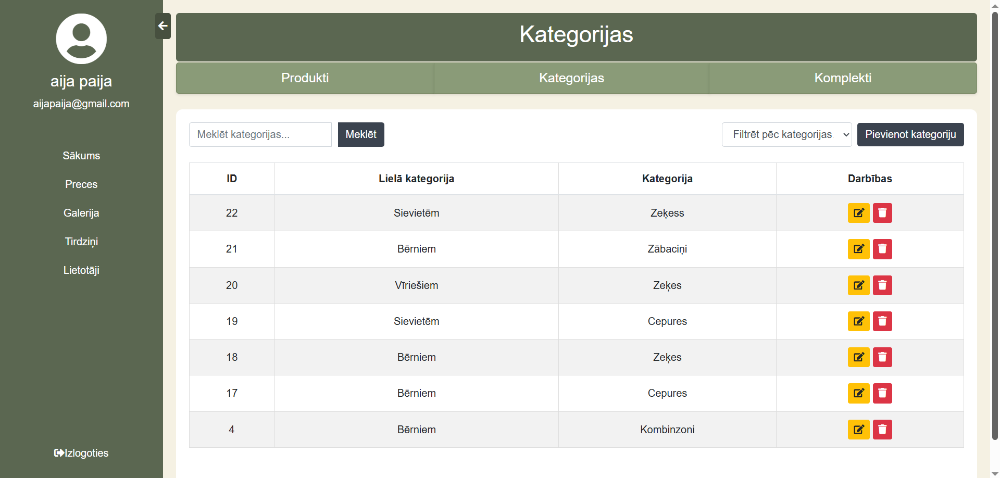 aija paija
aijapaija@gmail.com
Sākums
Preces
Galerija
Tirdziņi
Lietotāji
Izlogoties
Kategorijas
Produkti Kategorijas Komplekti
Meklēt kategorijas... Meklēt Filtrēt pēc kategorijas. Pievienot kategoriju
ID Lielā kategorija Kategorija Darbības
22 Sievietēm Zeķess
21 Bērniem Zābaciņi
20 Vīriešiem Zeķes
19 Sievietēm Cepures
18 Bērniem Zeķes
17 Bērniem Cepures
4 Bērniem Kombinzoni